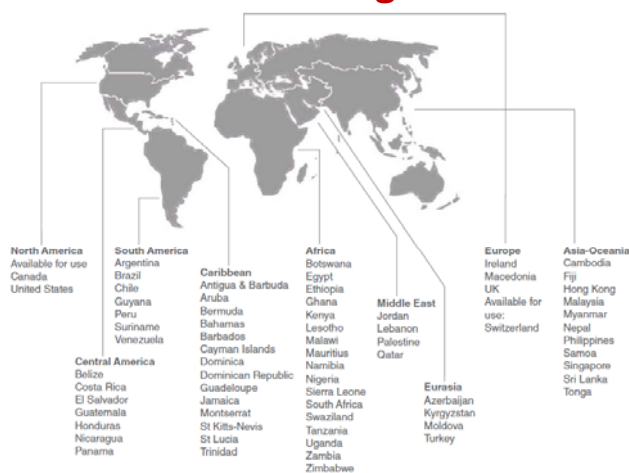 North America
Available for use
Canada
United States
South America
Argentina
Brazil
Chile
Guyana
Peru
Suriname
Venezuela
Central America
Belize
Costa Rica
El Salvador
Guatemala
Honduras
Nicaragua
Panama
Caribbean
Antigua & Barbuda
Aruba
Bermuda
Bahamas
Barbados
Cayman Islands
Dominica
Dominican Republic
Guadeloupe
Jamaica
Montserrat
St Kitts-Nevis
St Lucia
Trinidad
Africa
Botswana
Egypt
Ethiopia
Ghana
Kenya
Lesotho
Malawi
Mauritius
Namibia
Nigeria
Sierra Leone
South Africa
Swaziland
Tanzania
Uganda
Zambia
Zimbabwe
Middle East
Jordan
Lebanon
Palestine
Qatar
Eurasia
Azerbaijan
Kyrgyzstan
Moldova
Turkey
Europe
Ireland
Macedonia
UK
Available for
use:
Switzerland
Asia-Oceania
Cambodia
Fiji
Hong Kong
Malaysia
Myanmar
Nepal
Philippines
Samoa
Singapore
Sri Lanka
Tonga